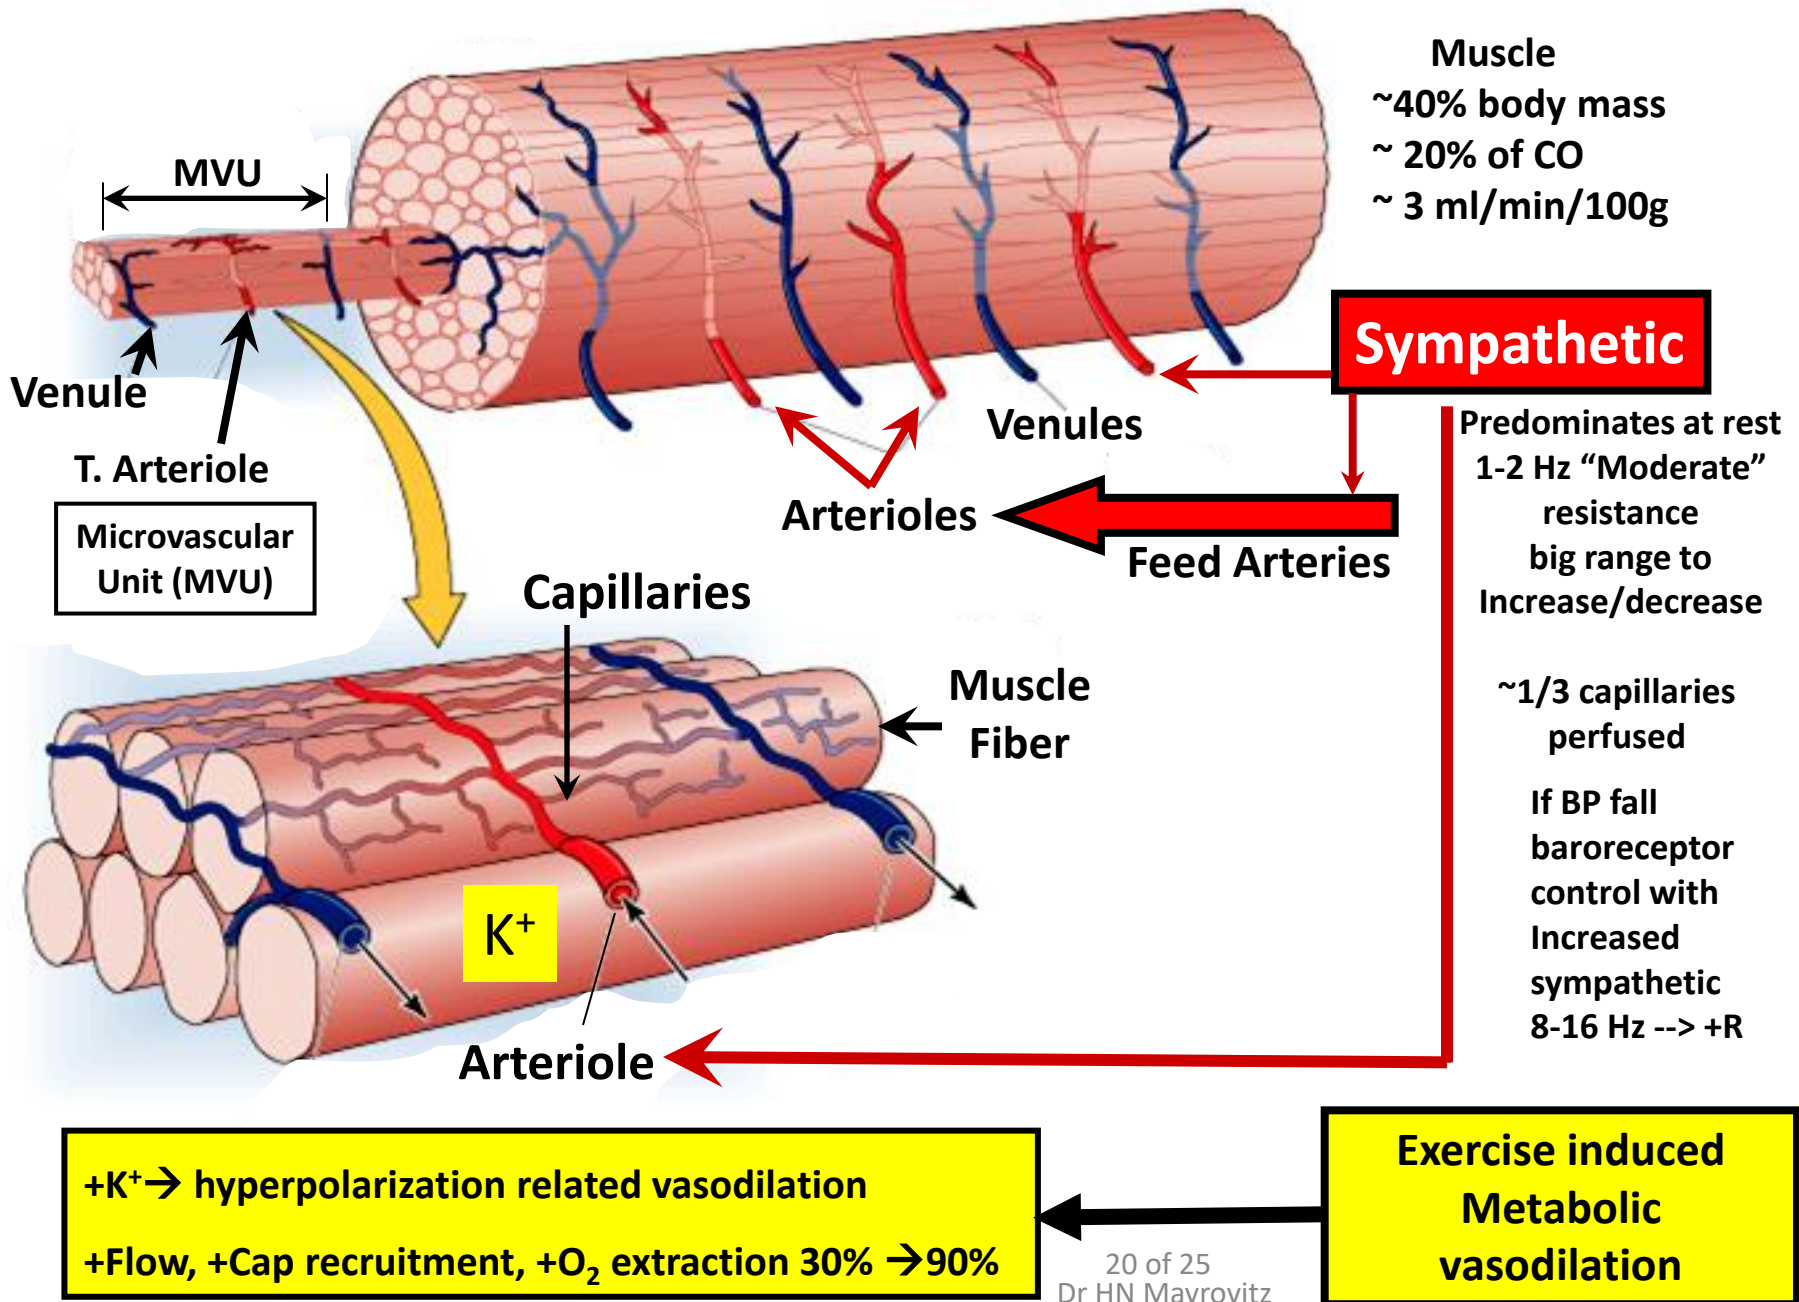 Muscle
~40% body mass
~ 20% of CO
~ 3 ml/min/100g
MVU
Venule
T. Arteriole
Microvascular
Unit (MVU)
Venules
Arterioles
Feed Arteries
Sympathetic
Predominates at rest
1-2 Hz “Moderate”
resistance
big range to
Increase/decrease
~1/3 capillaries
perfused
If BP fall
baroreceptor
control with
Increased
sympathetic
8-16 Hz --> +R
Capillaries
Muscle
Fiber
K⁺
Arteriole
+K⁺→ hyperpolarization related vasodilation
+Flow, +Cap recruitment, +O₂ extraction 30% →90%
Exercise induced
Metabolic
vasodilation
20 of 25
Dr HN Mayrovitz